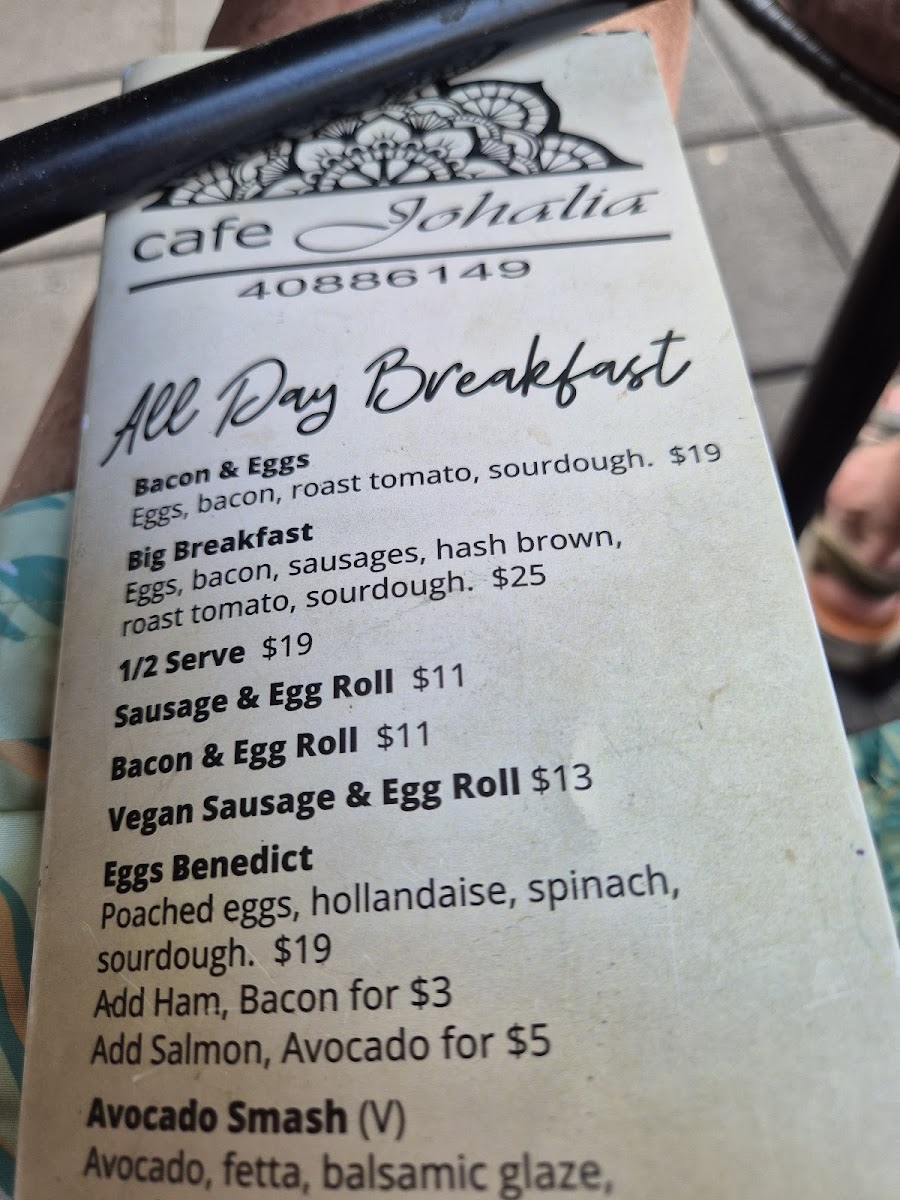 cafe Johalia
40886149
All Day Breakfast
Bacon & Eggs
Eggs, bacon, roast tomato, sourdough. $19
Big Breakfast
Eggs, bacon, sausages, hash brown,
roast tomato, sourdough. $25
1/2 Serve $19
Sausage & Egg Roll $11
Bacon & Egg Roll $11
Vegan Sausage & Egg Roll $13
Eggs Benedict
Poached eggs, hollandaise, spinach,
sourdough. $19
Add Ham, Bacon for $3
Add Salmon, Avocado for $5
Avocado Smash (V)
Avocado, fetta, balsamic glaze,